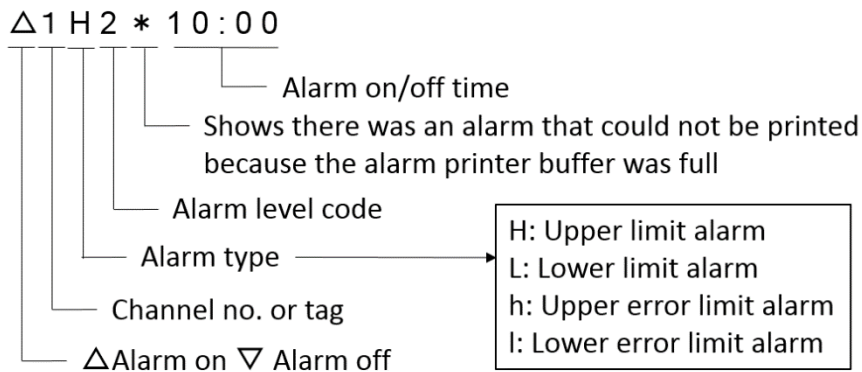 △1H2*10:00
Alarm on/off time
Shows there was an alarm that could not be printed
because the alarm printer buffer was full
Alarm level code
Alarm type
Channel no. or tag
△Alarm on ▽ Alarm off
H: Upper limit alarm
L: Lower limit alarm
h: Upper error limit alarm
l: Lower error limit alarm